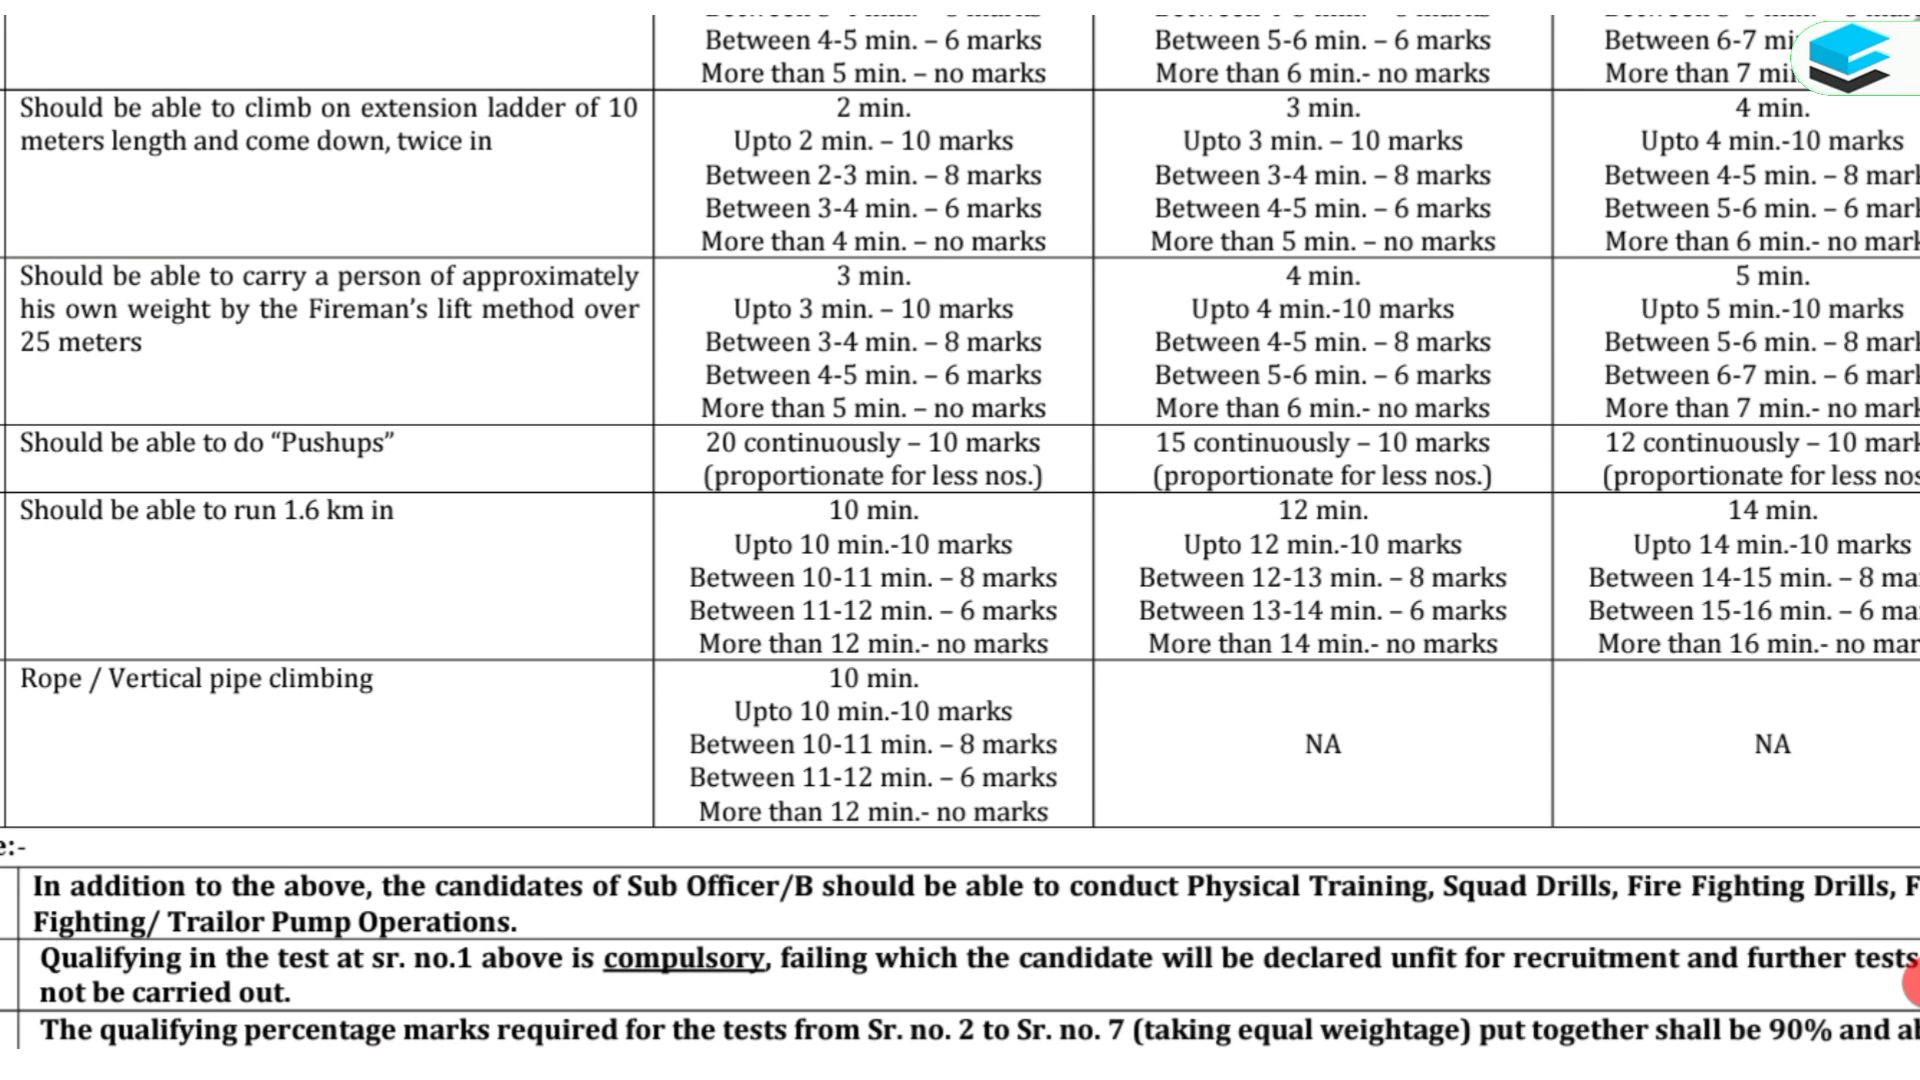 Between 4-5 min. – 6 marks
More than 5 min. – no marks
Between 5-6 min. – 6 marks
More than 6 min.- no marks
Between 6-7
More than 7
Should be able to climb on extension ladder of 10
meters length and come down, twice in
2 min.
Upto 2 min. – 10 marks
Between 2-3 min. – 8 marks
Between 3-4 min. – 6 marks
More than 4 min. – no marks
3 min.
Upto 3 min. – 10 marks
Between 3-4 min. – 8 marks
Between 4-5 min. – 6 marks
More than 5 min. – no marks
4 min.
Upto 4 min.-10 marks
Between 4-5 min. – 8
Between 5-6 min. – 6
More than 6 min.- no
Should be able to carry a person of approximately
his own weight by the Fireman’s lift method over
25 meters
3 min.
Upto 3 min. – 10 marks
Between 3-4 min. – 8 marks
Between 4-5 min. – 6 marks
More than 5 min. – no marks
4 min.
Upto 4 min.-10 marks
Between 4-5 min. – 8 marks
Between 5-6 min. – 6 marks
More than 6 min.- no marks
5 min.
Upto 5 min.-10 marks
Between 5-6 min. – 8
Between 6-7 min. – 6
More than 7 min.- no
Should be able to do “Pushups”
20 continuously – 10 marks
(proportionate for less nos.)
15 continuously – 10 marks
(proportionate for less nos.)
12 continuously – 10
(proportionate for less nos
Should be able to run 1.6 km in
10 min.
Upto 10 min.-10 marks
Between 10-11 min. – 8 marks
Between 11-12 min. – 6 marks
More than 12 min.- no marks
12 min.
Upto 12 min.-10 marks
Between 12-13 min. – 8 marks
Between 13-14 min. – 6 marks
More than 14 min.- no marks
14 min.
Upto 14 min.-10 marks
Between 14-15 min. – 8
Between 15-16 min. – 6
More than 16 min.- no
Rope / Vertical pipe climbing
10 min.
Upto 10 min.-10 marks
Between 10-11 min. – 8 marks
Between 11-12 min. – 6 marks
More than 12 min.- no marks
NA
NA
e:-
In addition to the above, the candidates of Sub Officer/B should be able to conduct Physical Training, Squad Drills, Fire Fighting Drills,
Fighting/ Trailor Pump Operations.
Qualifying in the test at sr. no.1 above is compulsory, failing which the candidate will be declared unfit for recruitment and further tests
not be carried out.
The qualifying percentage marks required for the tests from Sr. no. 2 to Sr. no. 7 (taking equal weightage) put together shall be 90% and